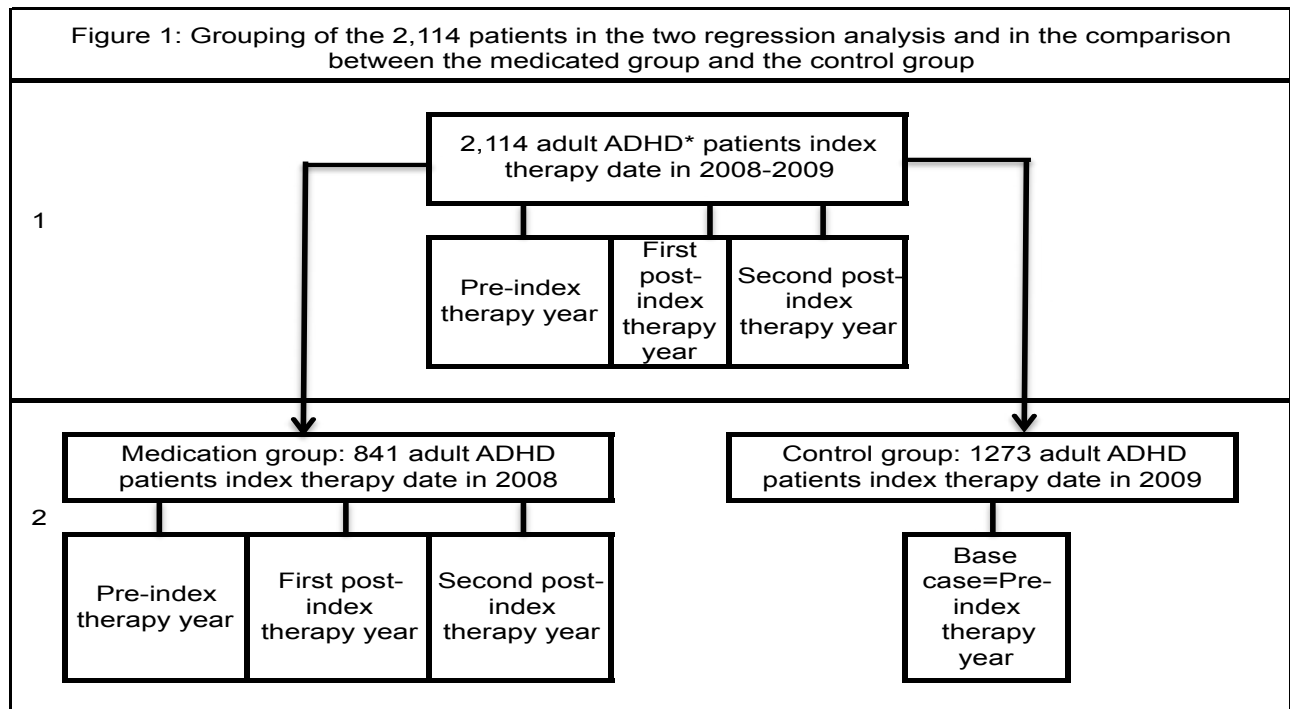 Figure 1: Grouping of the 2,114 patients in the two regression analysis and in the comparison
between the medicated group and the control group
1
2,114 adult ADHD* patients index
therapy date in 2008-2009
Pre-index
therapy year
First
post-
index
therapy
year
Second post-
index
therapy year
2
Medication group: 841 adult ADHD
patients index therapy date in 2008
Control group: 1273 adult ADHD
patients index therapy date in 2009
Pre-index
therapy year
First post-
index
therapy year
Second post-
index
therapy year
Base
case=Pre-
index
therapy
year